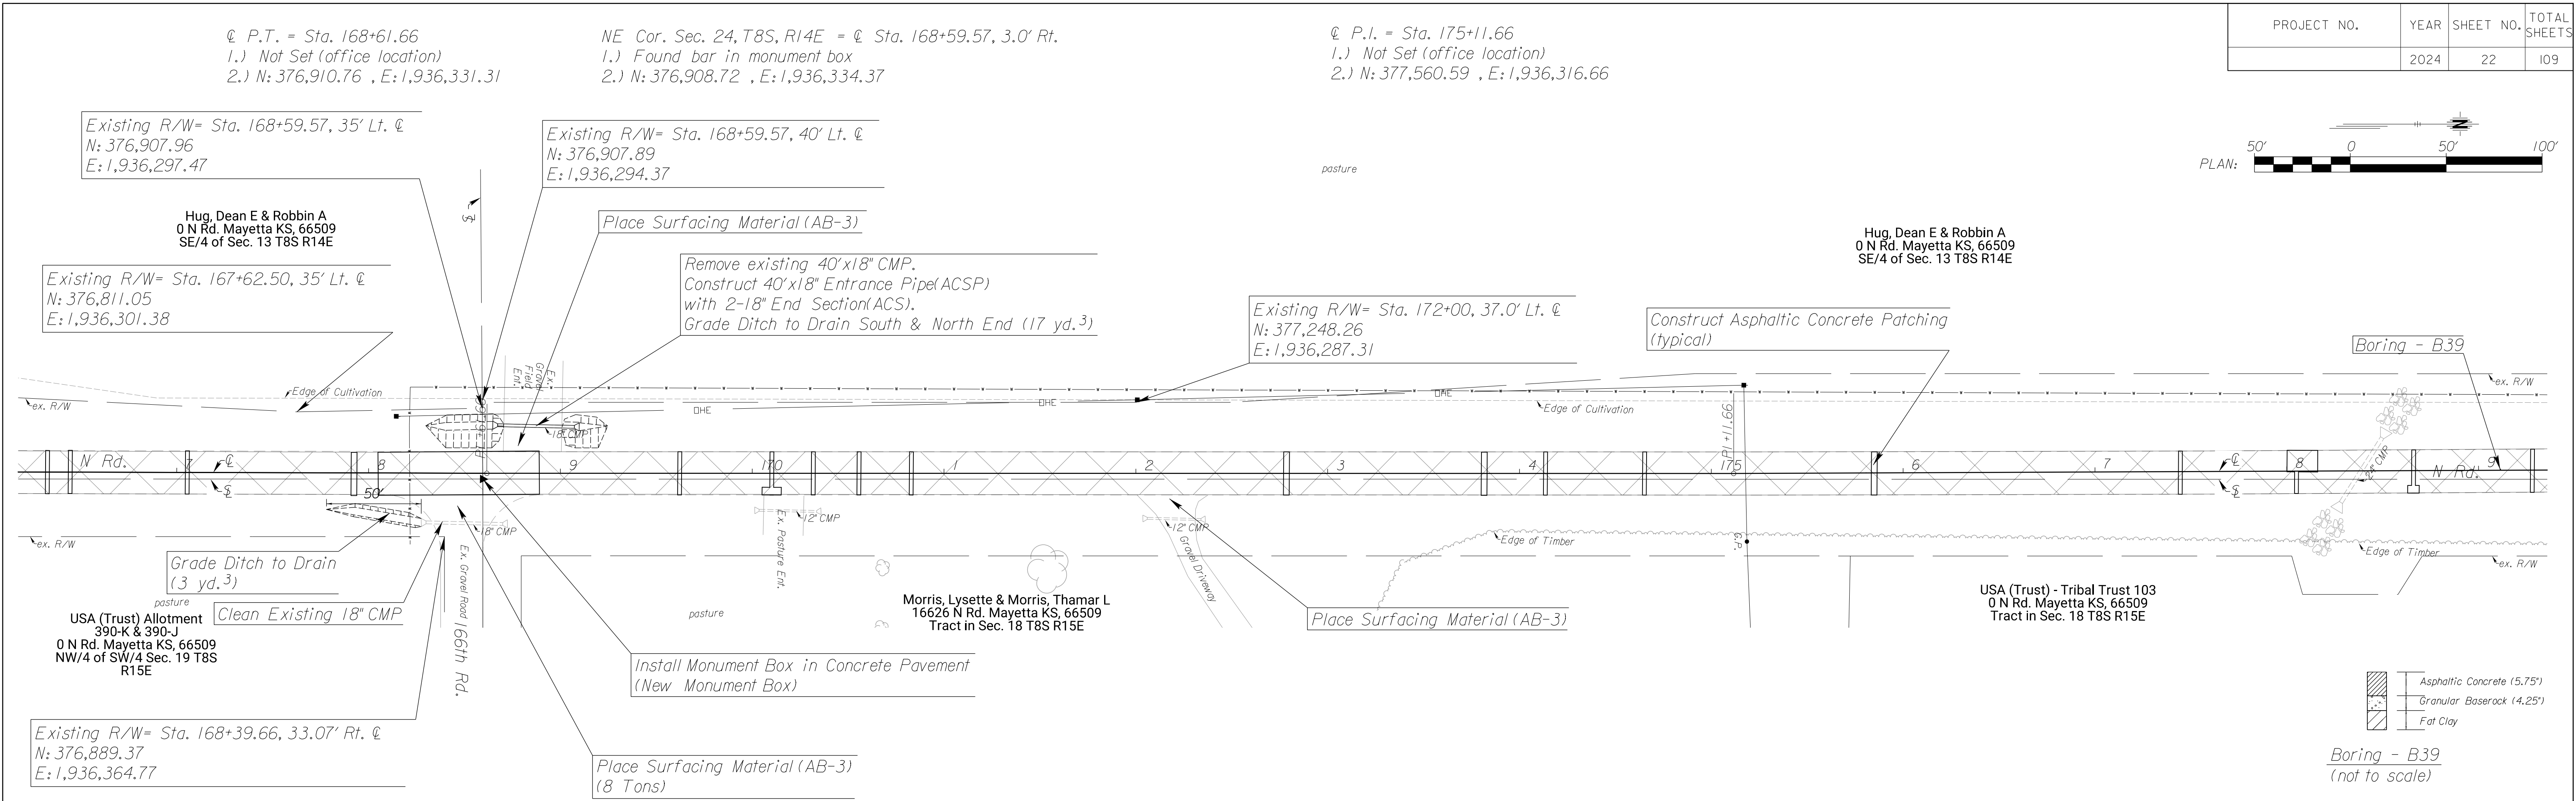 PROJECT NO.
YEAR
SHEET NO.
TOTAL
SHEETS
2024
22
109
℄ P.T. = Sta. 168+61.66
1.) Not Set (office location)
2.) N: 376,910.76 , E: 1,936,331.31
NE Cor. Sec. 24, T8S, R14E = ℄ Sta. 168+59.57, 3.0' Rt.
1.) Found bar in monument box
2.) N: 376,908.72 , E: 1,936,334.37
℄ P.I. = Sta. 175+11.66
1.) Not Set (office location)
2.) N: 377,560.59 , E: 1,936,316.66
N
PLAN:
50'
0
50'
100'
Existing R/W= Sta. 168+59.57, 35' Lt. ℄
N: 376,907.96
E: 1,936,297.47
Existing R/W= Sta. 168+59.57, 40' Lt. ℄
N: 376,907.89
E: 1,936,294.37
pasture
Hug, Dean E & Robbin A
0 N Rd. Mayetta KS, 66509
SE/4 of Sec. 13 T8S R14E
Place Surfacing Material (AB-3)
Hug, Dean E & Robbin A
0 N Rd. Mayetta KS, 66509
SE/4 of Sec. 13 T8S R14E
Existing R/W= Sta. 167+62.50, 35' Lt. ℄
N: 376,811.05
E: 1,936,301.38
Remove existing 40'x18" CMP.
Construct 40'x18" Entrance Pipe(ACSP)
with 2-18" End Section(ACS).
Grade Ditch to Drain South & North End (17 yd.³)
Existing R/W= Sta. 172+00, 37.0' Lt. ℄
N: 377,248.26
E: 1,936,287.31
Construct Asphaltic Concrete Patching
(typical)
Boring - B39
Ex.
Gravel
Field
Ent.
Edge of Cultivation
ex. R/W
OHE
OHE
OHE
Edge of Cultivation
ex. R/W
18" CMP
PI+11.66
24" CMP
N Rd.
7
℄
8
9
170
1
2
3
4
175
6
7
℄
8
9
N Rd.
50'
18" CMP
12" CMP
12" CMP
ex. R/W
Ex. Gravel Road
166th Rd.
Ex. Pasture Ent.
Gravel Driveway
Edge of Timber
G.P.
Edge of Timber
ex. R/W
Grade Ditch to Drain
(3 yd.³)
pasture
Clean Existing 18" CMP
USA (Trust) Allotment
390-K & 390-J
0 N Rd. Mayetta KS, 66509
NW/4 of SW/4 Sec. 19 T8S
R15E
pasture
Morris, Lysette & Morris, Thamar L
16626 N Rd. Mayetta KS, 66509
Tract in Sec. 18 T8S R15E
Place Surfacing Material (AB-3)
USA (Trust) - Tribal Trust 103
0 N Rd. Mayetta KS, 66509
Tract in Sec. 18 T8S R15E
Install Monument Box in Concrete Pavement
(New Monument Box)
Existing R/W= Sta. 168+39.66, 33.07' Rt. ℄
N: 376,889.37
E: 1,936,364.77
Place Surfacing Material (AB-3)
(8 Tons)
Asphaltic Concrete (5.75")
Granular Baserock (4.25")
Fat Clay
Boring - B39
(not to scale)